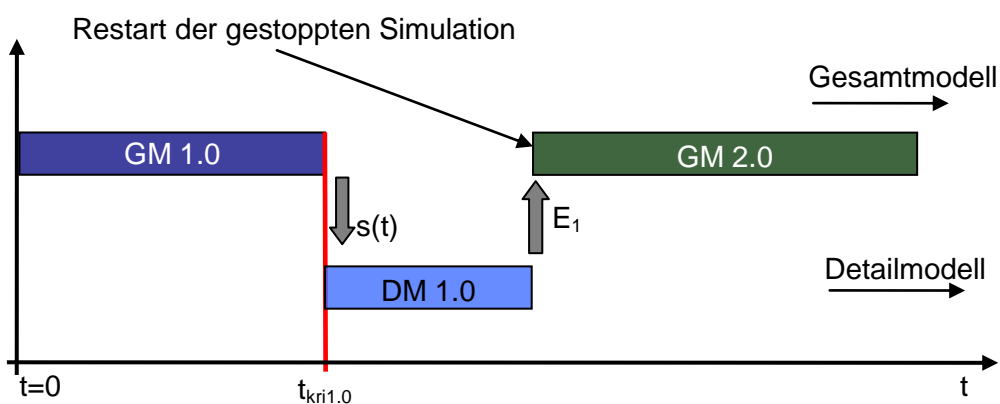 Restart der gestoppten Simulation
Gesamtmodell
GM 1.0
GM 2.0
s(t)
E₁
Detailmodell
DM 1.0
t=0
tₖᵣᵢ₁.₀
t